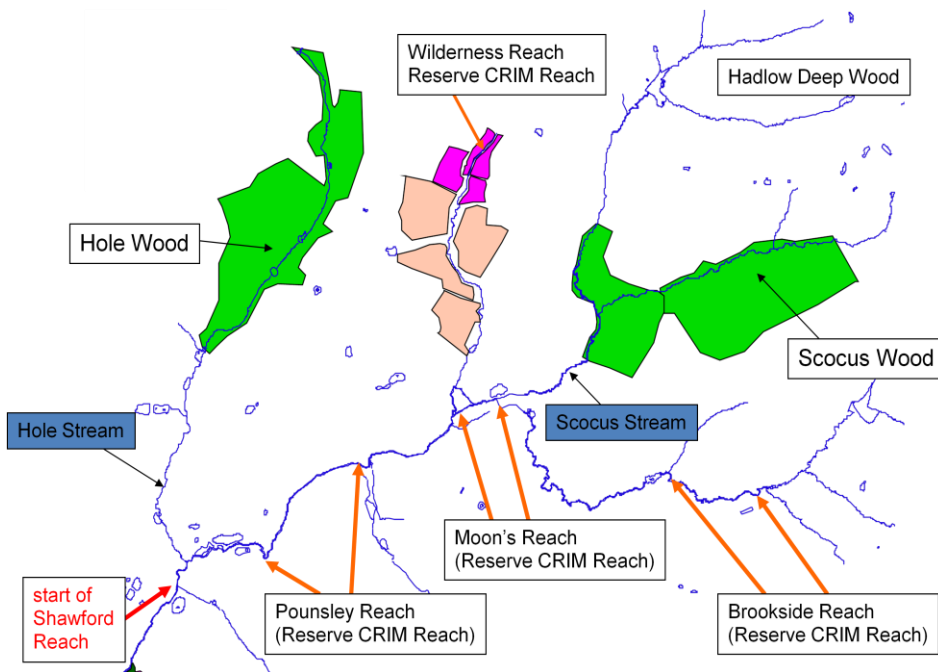 Wilderness Reach
Reserve CRIM Reach
Hadlow Deep Wood
Hole Wood
Scocus Wood
Hole Stream
Scocus Stream
Moon's Reach
(Reserve CRIM Reach)
start of
Shawford
Reach
Pounsley Reach
(Reserve CRIM Reach)
Brookside Reach
(Reserve CRIM Reach)